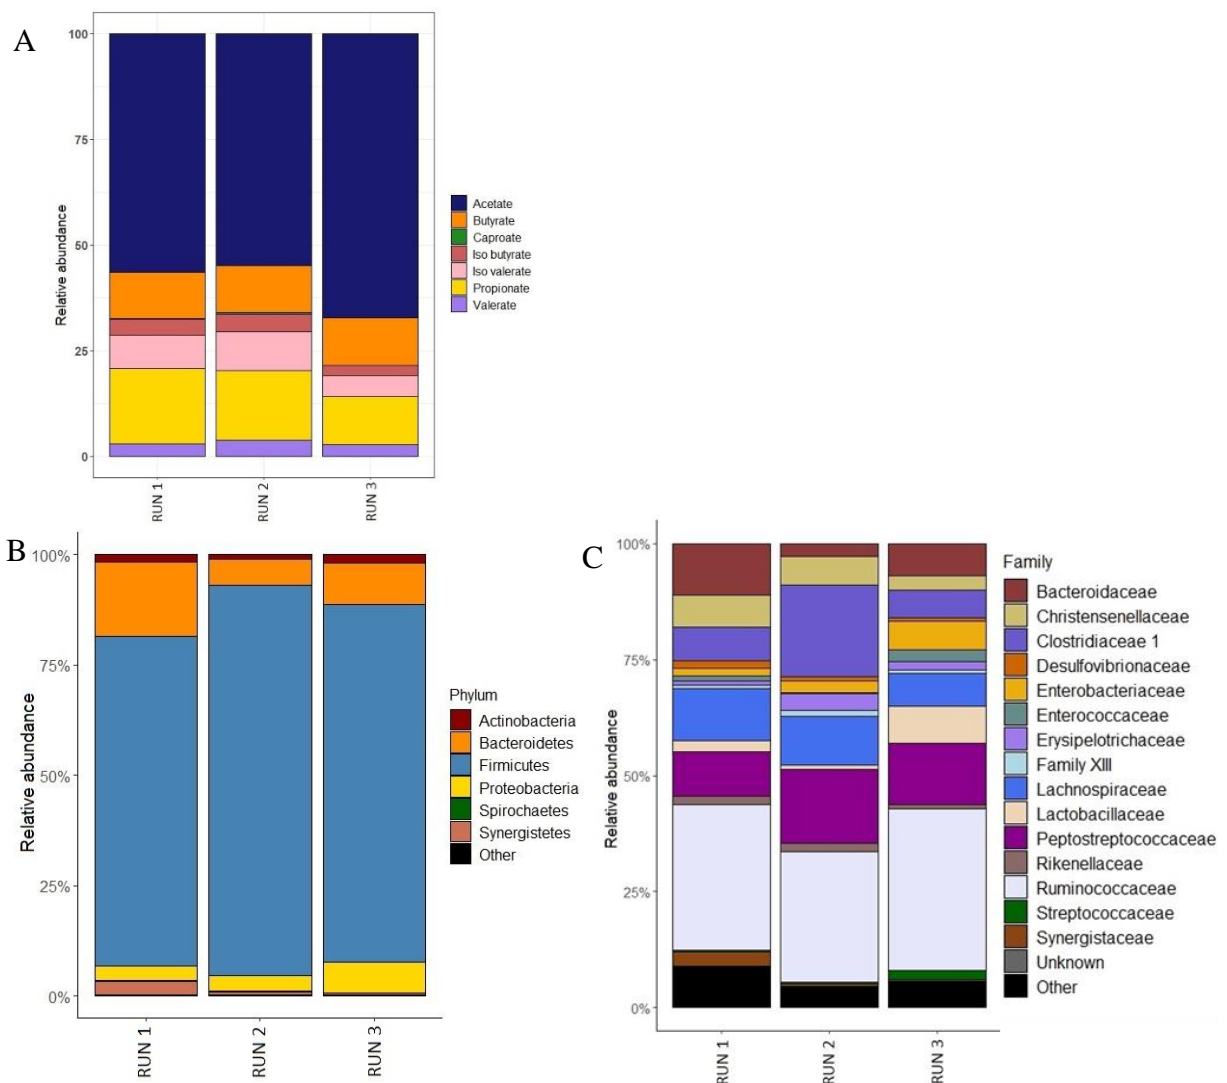 A
100
75
50
25
0
Relative abundance
RUN 1
RUN 2
RUN 3
Acetate
Butyrate
Caproate
Iso butyrate
Iso valerate
Propionate
Valerate
B
100%
75%
50%
25%
0%
Relative abundance
RUN 1
RUN 2
RUN 3
Phylum
Actinobacteria
Bacteroidetes
Firmicutes
Proteobacteria
Spirochaetes
Synergistetes
Other
C
100%
75%
50%
25%
0%
Relative abundance
RUN 1
RUN 2
RUN 3
Family
Bacteroidaceae
Christensenellaceae
Clostridiaceae 1
Desulfovibrionaceae
Enterobacteriaceae
Enterococcaceae
Erysipelotrichaceae
Family XIII
Lachnospiraceae
Lactobacillaceae
Peptostreptococcaceae
Rikenellaceae
Ruminococcaceae
Streptococcaceae
Synergistaceae
Unknown
Other